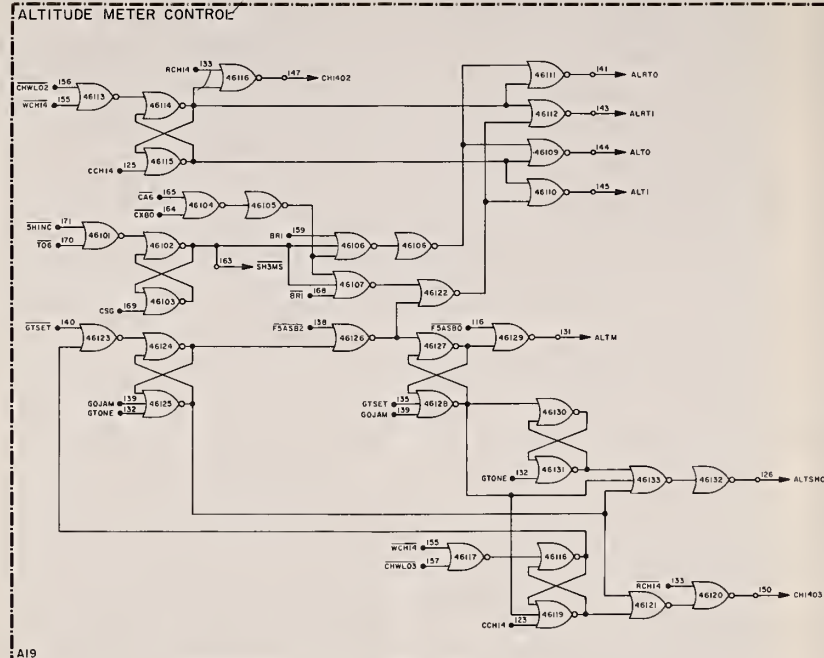 ALTITUDE METER CONTROL
RCH14 133
46116 147 CH1402
CHWL02 156
WCH14 155
46113 46114
46115
CCH14 125
46111 141 ALRT0
46112 143 ALRT1
46109 144 ALT0
46110 145 ALT1
CA6 165
CXB0 164
46104 46105
SHINC 171
T06 170
46101 46102
BR1 159
46106 46106
163 SH3MS
46107
BR1 168
46122
CSG 169
46103
GTSET 140
46123 46124
F5ASB2 138
46126 46127
F5ASB0 116
46129 131 ALTM
GOJAM 139
GTONE 132
46125
GTSET 135
GOJAM 139
46128
46130
GTONE 132
46131
46133 46132 126 ALTSNC
WCH14 155
CHWL03 157
46117 46116
RCH14 133
46121 46120 150 CH1403
CCH14 123
46119
A19